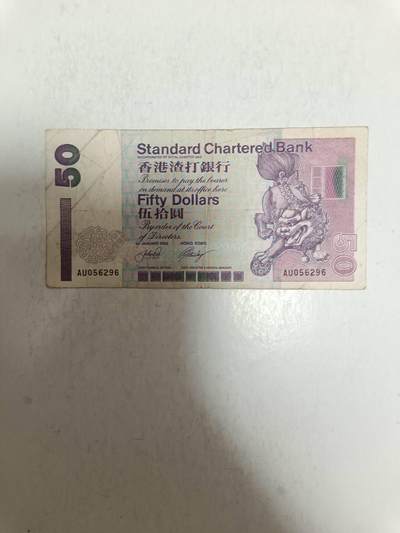 50
Standard Chartered Bank
香港渣打銀行
Promises to pay the bearer
on demand at its office here
Fifty Dollars
伍拾圓
By order of the Court
of Directors.
HONG KONG
AU056296
AU056296
50